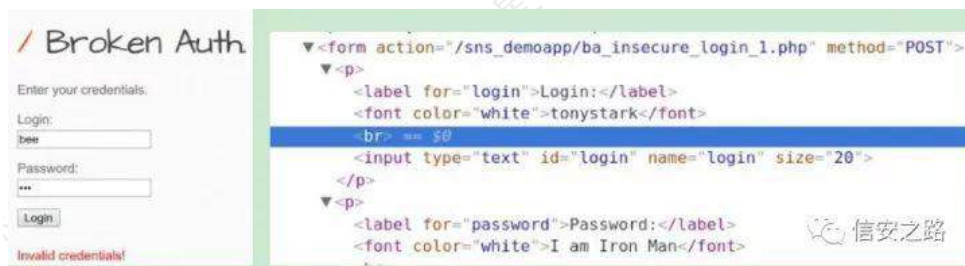 / Broken Auth.
Enter your credentials.
Login:
bee
Password:
•••
Login
Invalid credentials!
▼<form action="/sns_demoapp/ba_insecure_login_1.php" method="POST">
▼<p>
<label for="login">Login:</label>
<font color="white">tonystark</font>
<br> == $0
<input type="text" id="login" name="login" size="20">
</p>
▼<p>
<label for="password">Password:</label>
<font color="white">I am Iron Man</font>
信安之路